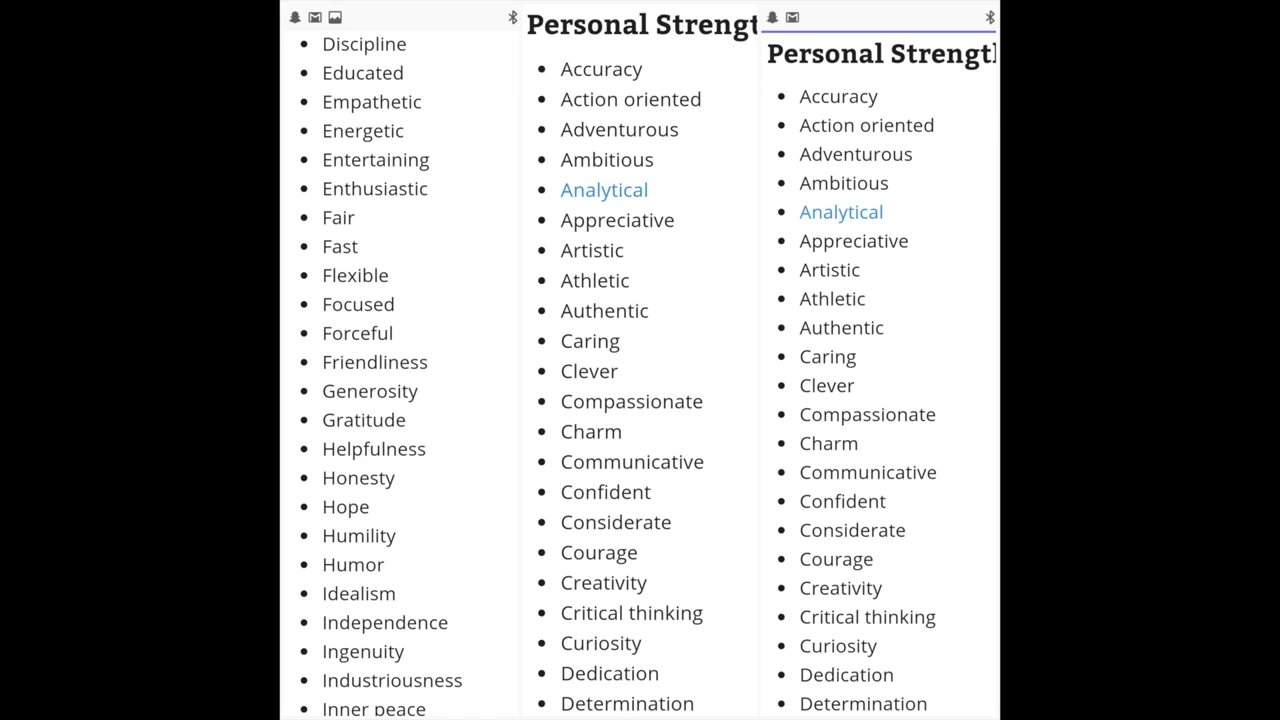 Discipline
Educated
Empathetic
Energetic
Entertaining
Enthusiastic
Fair
Fast
Flexible
Focused
Forceful
Friendliness
Generosity
Gratitude
Helpfulness
Honesty
Hope
Humility
Humor
Idealism
Independence
Ingenuity
Industriousness
Inner peace
Personal Strengt
Accuracy
Action oriented
Adventurous
Ambitious
Analytical
Appreciative
Artistic
Athletic
Authentic
Caring
Clever
Compassionate
Charm
Communicative
Confident
Considerate
Courage
Creativity
Critical thinking
Curiosity
Dedication
Determination
Personal Strengtl
Accuracy
Action oriented
Adventurous
Ambitious
Analytical
Appreciative
Artistic
Athletic
Authentic
Caring
Clever
Compassionate
Charm
Communicative
Confident
Considerate
Courage
Creativity
Critical thinking
Curiosity
Dedication
Determination